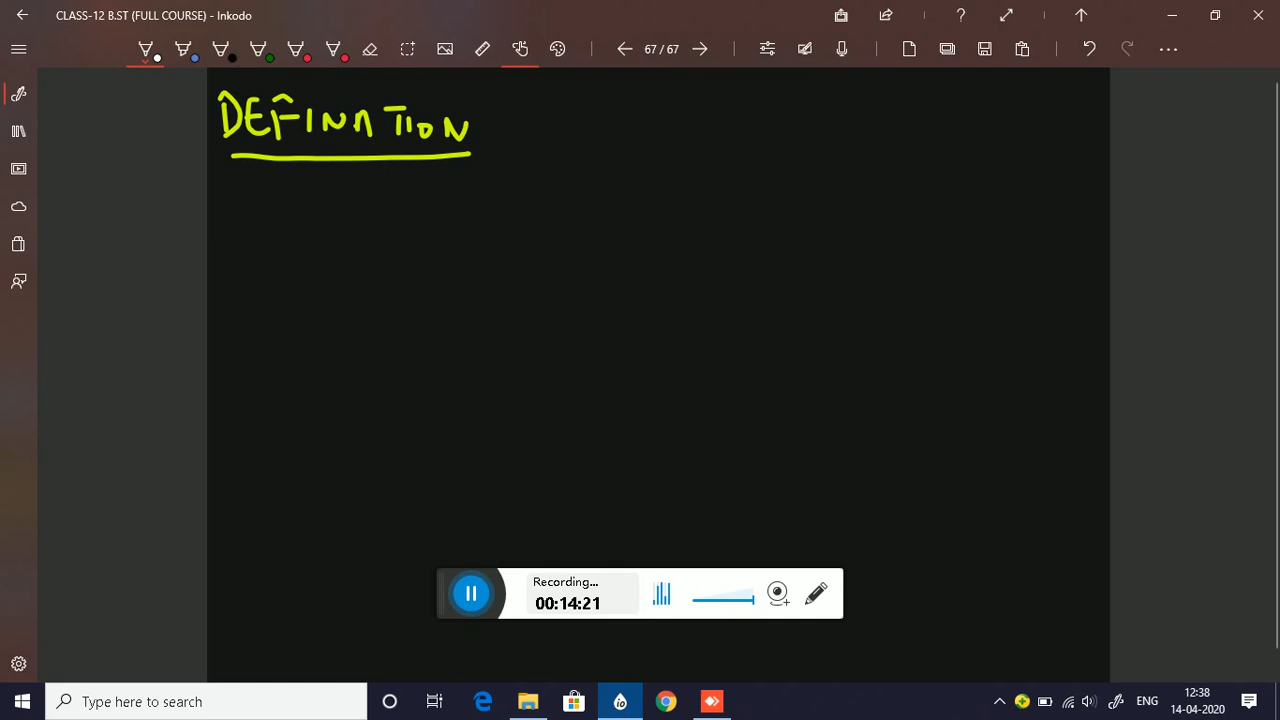 CLASS-12 B.ST (FULL COURSE) - Inkodo
67 / 67
DEFINATION
Recording...
00:14:21
Type here to search
ENG
12:38
14-04-2020